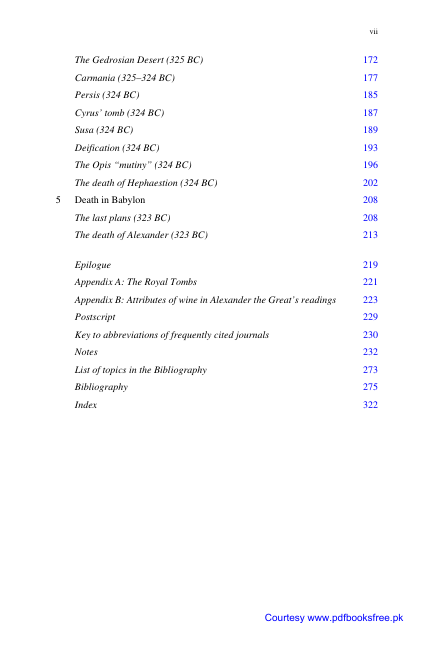 vii
The Gedrosian Desert (325 BC) 172
Carmania (325–324 BC) 177
Persis (324 BC) 185
Cyrus' tomb (324 BC) 187
Susa (324 BC) 189
Deification (324 BC) 193
The Opis “mutiny” (324 BC) 196
The death of Hephaestion (324 BC) 202
5 Death in Babylon 208
The last plans (323 BC) 208
The death of Alexander (323 BC) 213
Epilogue 219
Appendix A: The Royal Tombs 221
Appendix B: Attributes of wine in Alexander the Great's readings 223
Postscript 229
Key to abbreviations of frequently cited journals 230
Notes 232
List of topics in the Bibliography 273
Bibliography 275
Index 322
Courtesy www.pdfbooksfree.pk